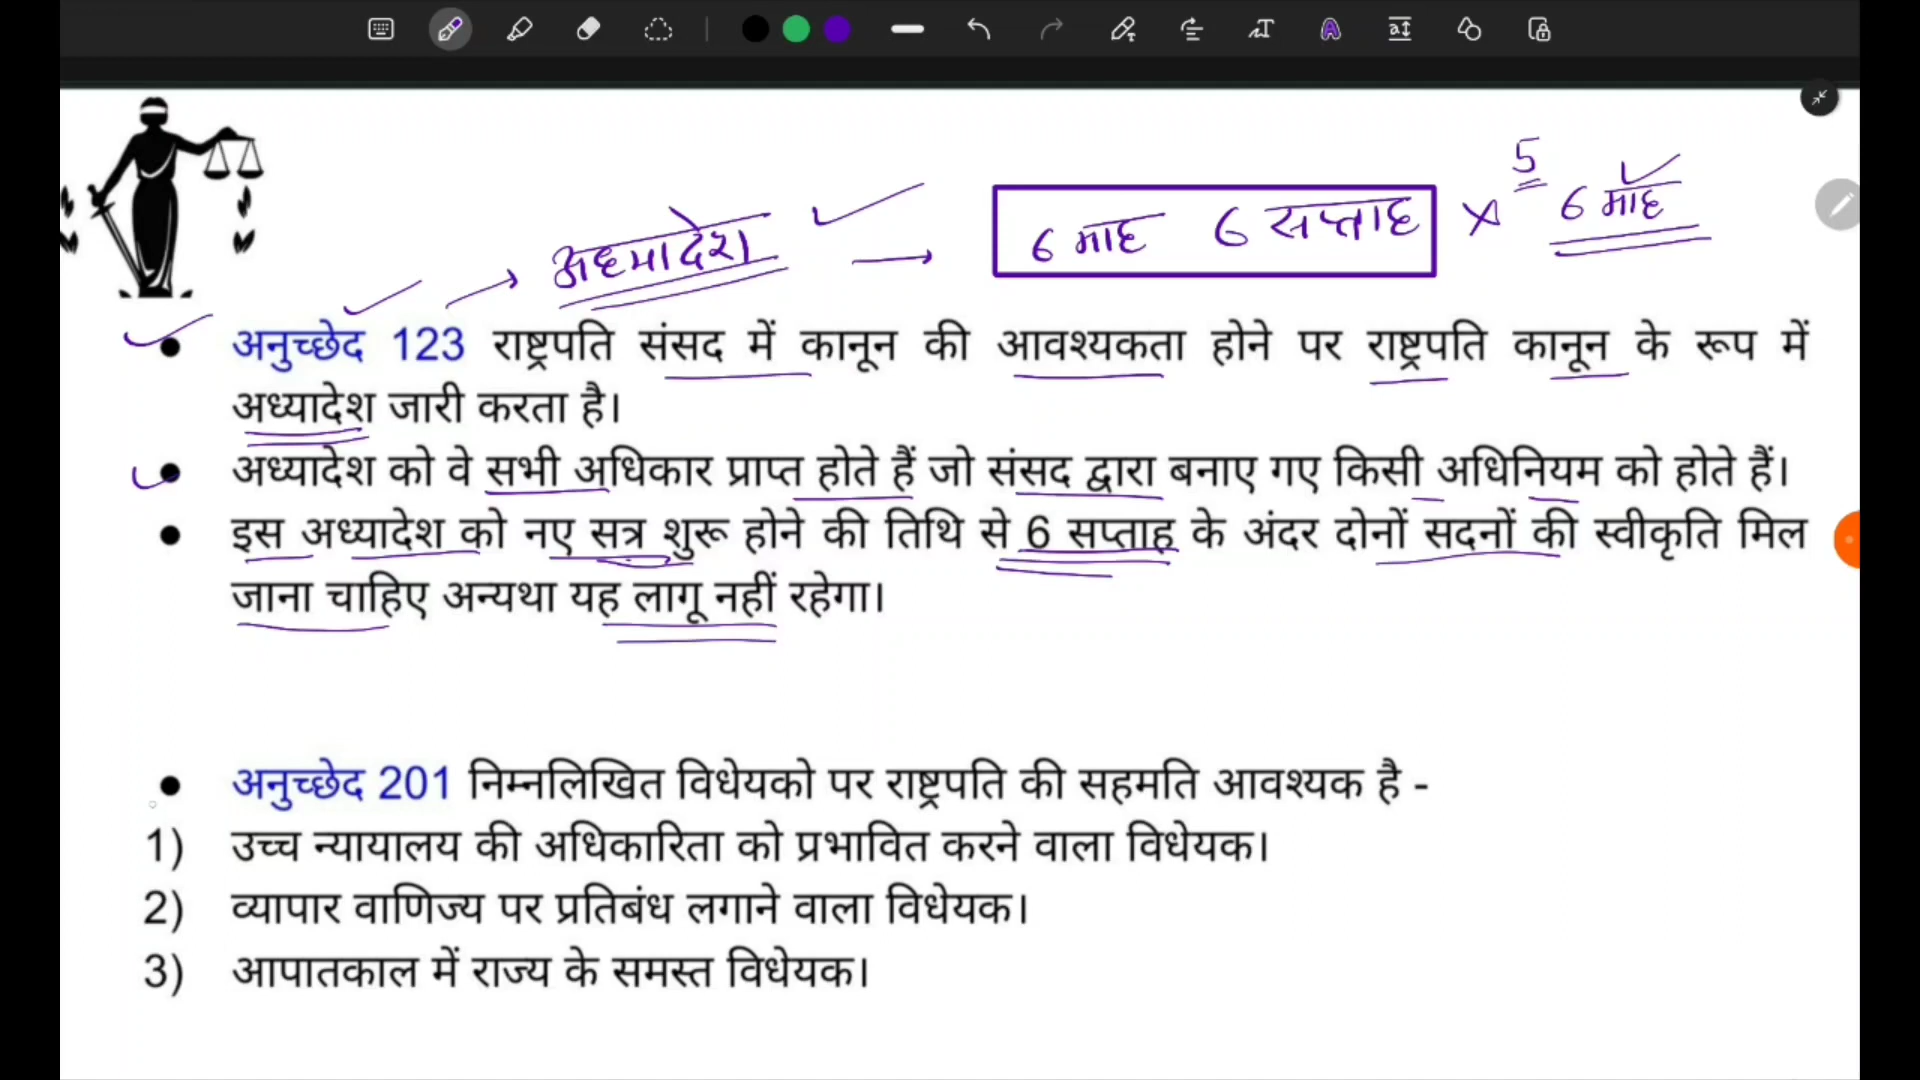 5
अध्यादेश 6 माह 6 सप्ताह × 6 माह
अनुच्छेद 123 राष्ट्रपति संसद में कानून की आवश्यकता होने पर राष्ट्रपति कानून के रूप में
अध्यादेश जारी करता है।
अध्यादेश को वे सभी अधिकार प्राप्त होते हैं जो संसद द्वारा बनाए गए किसी अधिनियम को होते हैं।
इस अध्यादेश को नए सत्र शुरू होने की तिथि से 6 सप्ताह के अंदर दोनों सदनों की स्वीकृति मिल
जाना चाहिए अन्यथा यह लागू नहीं रहेगा।
अनुच्छेद 201 निम्नलिखित विधेयको पर राष्ट्रपति की सहमति आवश्यक है -
1) उच्च न्यायालय की अधिकारिता को प्रभावित करने वाला विधेयक।
2) व्यापार वाणिज्य पर प्रतिबंध लगाने वाला विधेयक।
3) आपातकाल में राज्य के समस्त विधेयक।